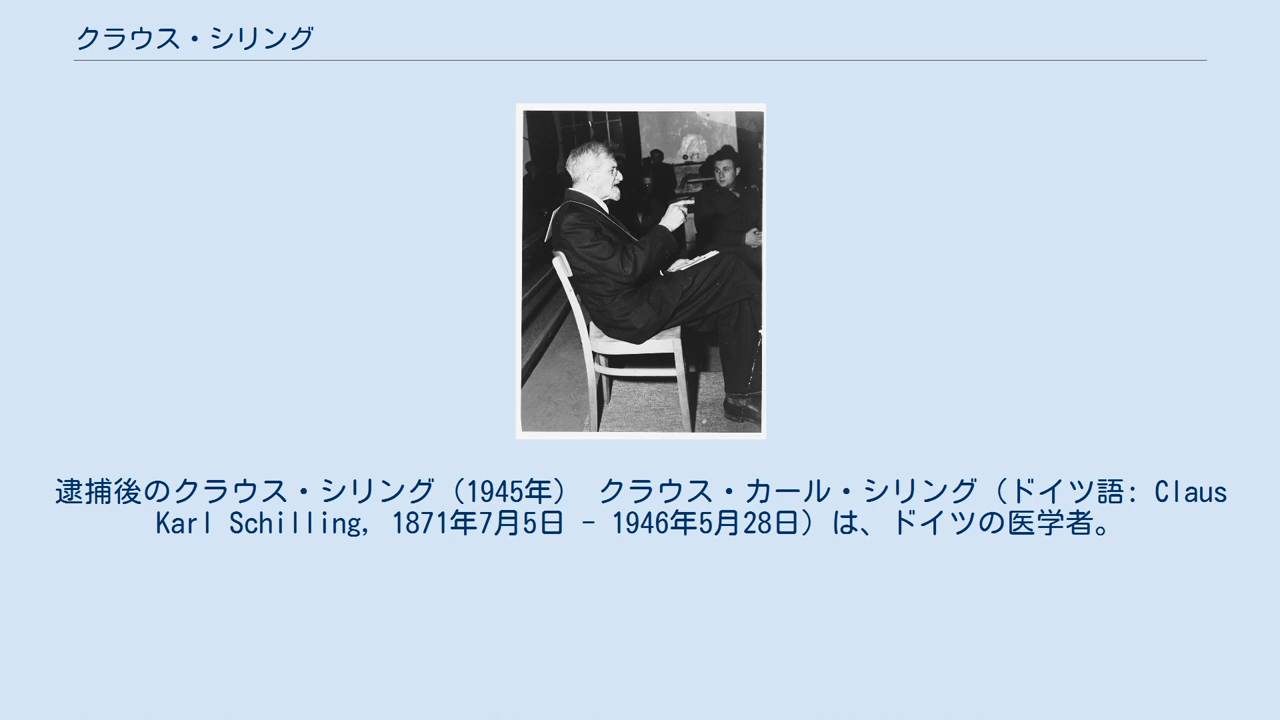 クラウス・シリング
逮捕後のクラウス・シリング（1945年） クラウス・カール・シリング（ドイツ語: Claus
Karl Schilling, 1871年7月5日 - 1946年5月28日）は、ドイツの医学者。